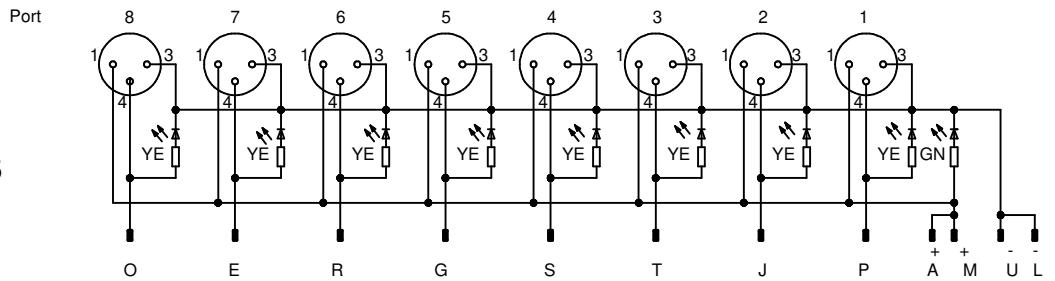 Port 8 7 6 5 4 3 2 1
1 3 1 3 1 3 1 3 1 3 1 3 1 3 1 3
4 4 4 4 4 4 4 4
YE YE YE YE YE YE YE YE GN
+ + - -
O E R G S T J P A M U L